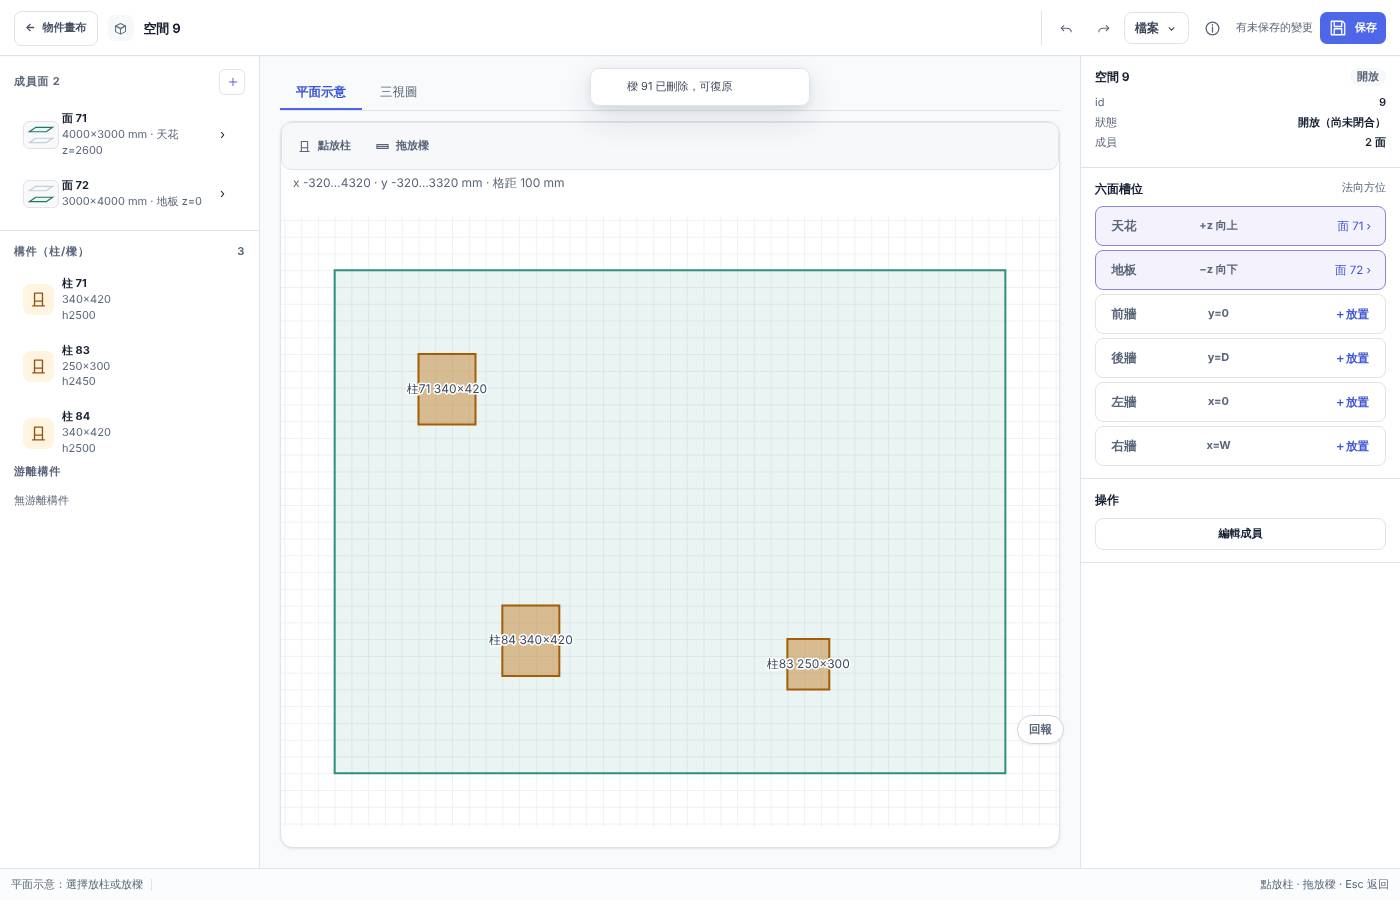 物件畫布
空間 9
檔案
有未保存的變更
保存
成員面 2
面 71
4000×3000 mm · 天花
z=2600
面 72
3000×4000 mm · 地板 z=0
構件（柱/樑）
3
柱 71
340×420
h2500
柱 83
250×300
h2450
柱 84
340×420
h2500
游離構件
無游離構件
平面示意
三視圖
樑 91 已刪除，可復原
點放柱
拖放樑
x -320…4320 · y -320…3320 mm · 格距 100 mm
柱71 340×420
柱84 340×420
柱83 250×300
回報
空間 9
開放
id
9
狀態
開放（尚未閉合）
成員
2 面
六面槽位
法向方位
天花
+z 向上
面 71 ›
地板
−z 向下
面 72 ›
前牆
y=0
+ 放置
後牆
y=D
+ 放置
左牆
x=0
+ 放置
右牆
x=W
+ 放置
操作
編輯成員
平面示意：選擇放柱或放樑
點放柱 · 拖放樑 · Esc 返回